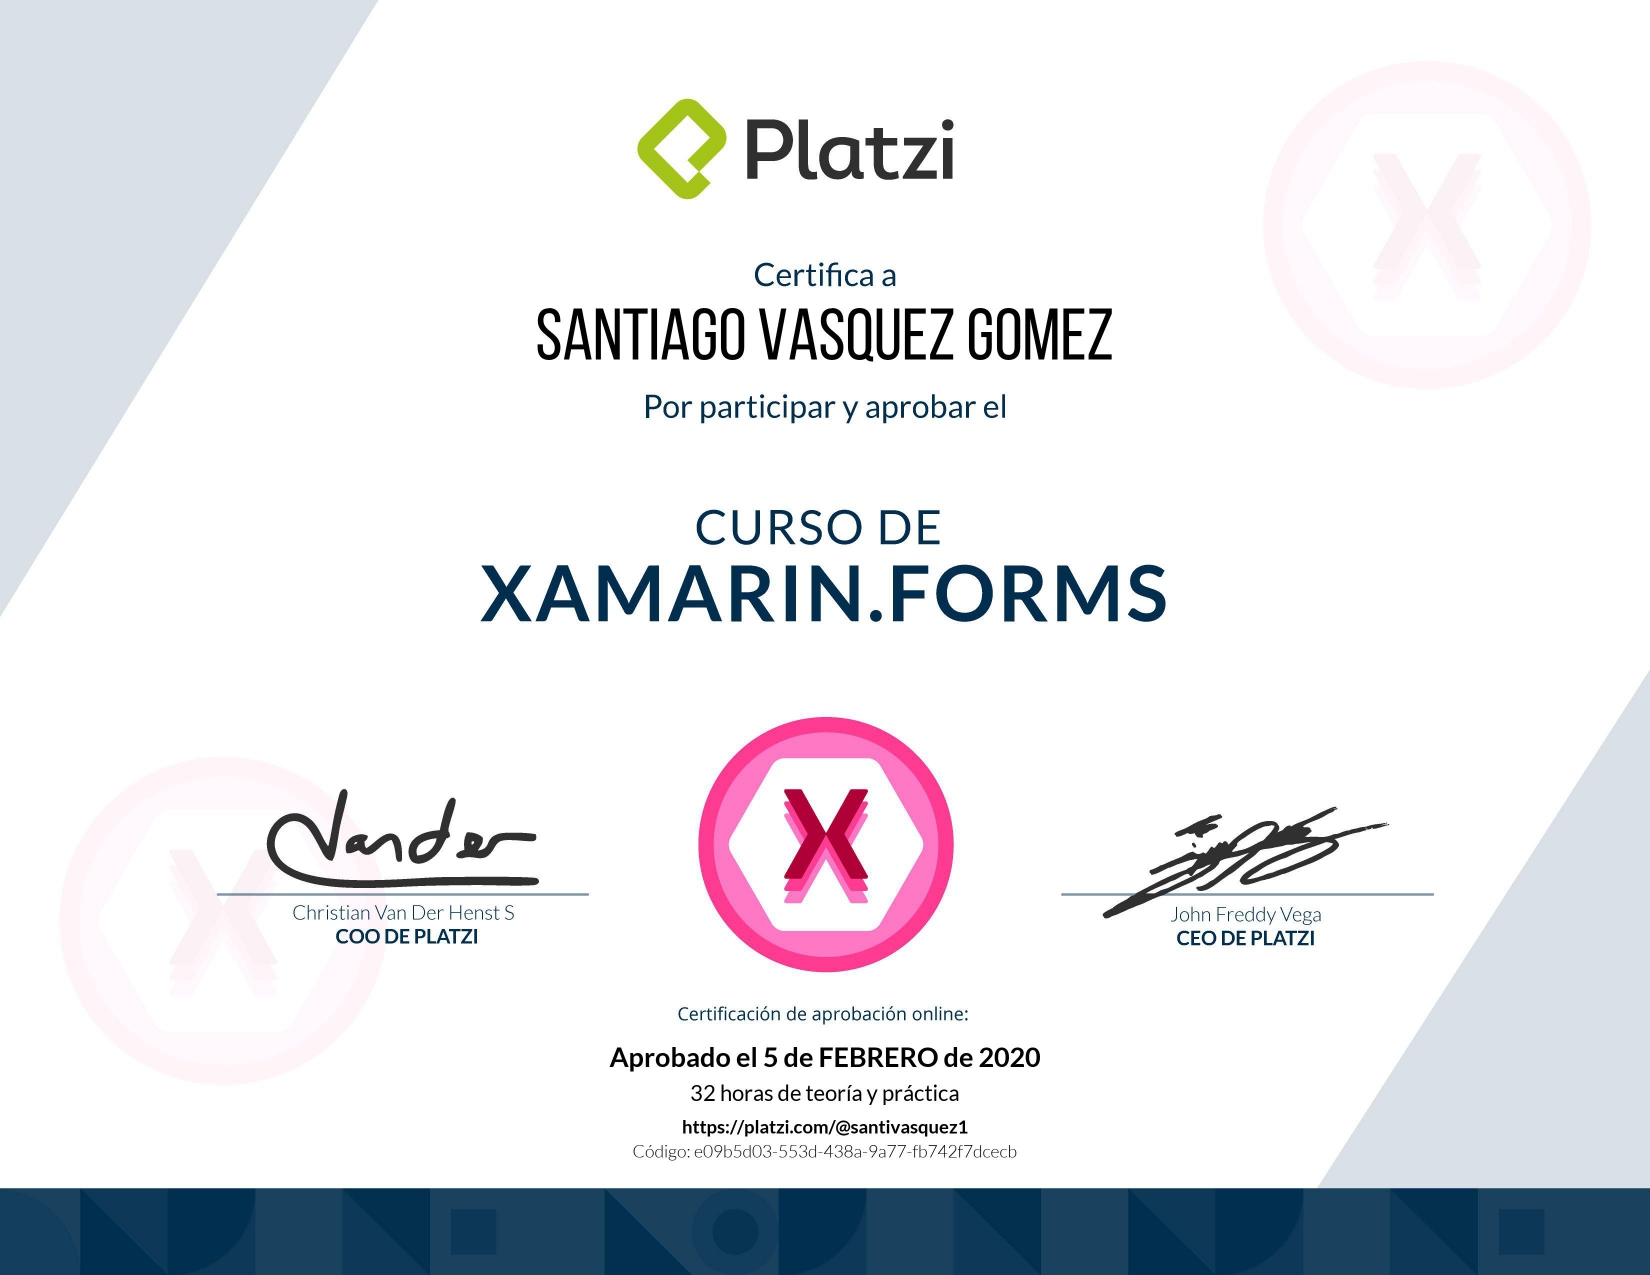 Platzi
Certifica a
SANTIAGO VASQUEZ GOMEZ
Por participar y aprobar el
CURSO DE
XAMARIN.FORMS
Vander
Christian Van Der Henst S
COO DE PLATZI
John Freddy Vega
CEO DE PLATZI
Certificación de aprobación online:
Aprobado el 5 de FEBRERO de 2020
32 horas de teoría y práctica
https://platzi.com/@santivasquez1
Código: e09b5d03-553d-438a-9a77-fb742f7dcecb